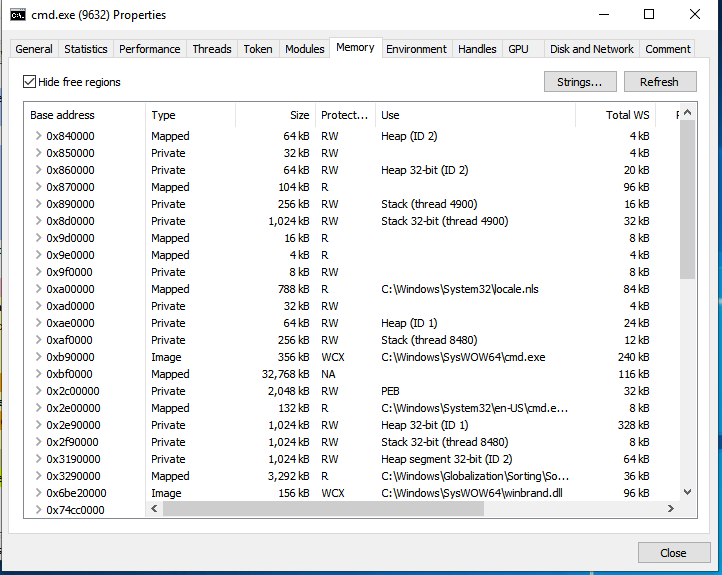 cmd.exe (9632) Properties
General Statistics Performance Threads Token Modules Memory Environment Handles GPU Disk and Network Comment
Hide free regions Strings... Refresh
Base address Type Size Protect... Use Total WS
0x840000 Mapped 64 kB RW Heap (ID 2) 4 kB
0x850000 Private 32 kB RW 4 kB
0x860000 Private 64 kB RW Heap 32-bit (ID 2) 20 kB
0x870000 Mapped 104 kB R 96 kB
0x890000 Private 256 kB RW Stack (thread 4900) 16 kB
0x8d0000 Private 1,024 kB RW Stack 32-bit (thread 4900) 32 kB
0x9d0000 Mapped 16 kB R 8 kB
0x9e0000 Mapped 4 kB R 4 kB
0x9f0000 Private 8 kB RW 8 kB
0xa00000 Mapped 788 kB R C:\Windows\System32\locale.nls 84 kB
0xad0000 Private 32 kB RW 4 kB
0xae0000 Private 64 kB RW Heap (ID 1) 24 kB
0xaf0000 Private 256 kB RW Stack (thread 8480) 12 kB
0xb90000 Image 356 kB WCX C:\Windows\SysWOW64\cmd.exe 240 kB
0xbf0000 Mapped 32,768 kB NA 116 kB
0x2c00000 Private 2,048 kB RW PEB 32 kB
0x2e00000 Mapped 132 kB R C:\Windows\System32\en-US\cmd.e... 8 kB
0x2e90000 Private 1,024 kB RW Heap 32-bit (ID 1) 328 kB
0x2f90000 Private 1,024 kB RW Stack 32-bit (thread 8480) 8 kB
0x3190000 Private 1,024 kB RW Heap segment 32-bit (ID 2) 64 kB
0x3290000 Mapped 3,292 kB R C:\Windows\Globalization\Sorting\So... 36 kB
0x6be20000 Image 156 kB WCX C:\Windows\SysWOW64\winbrand.dll 96 kB
0x74cc0000
Close